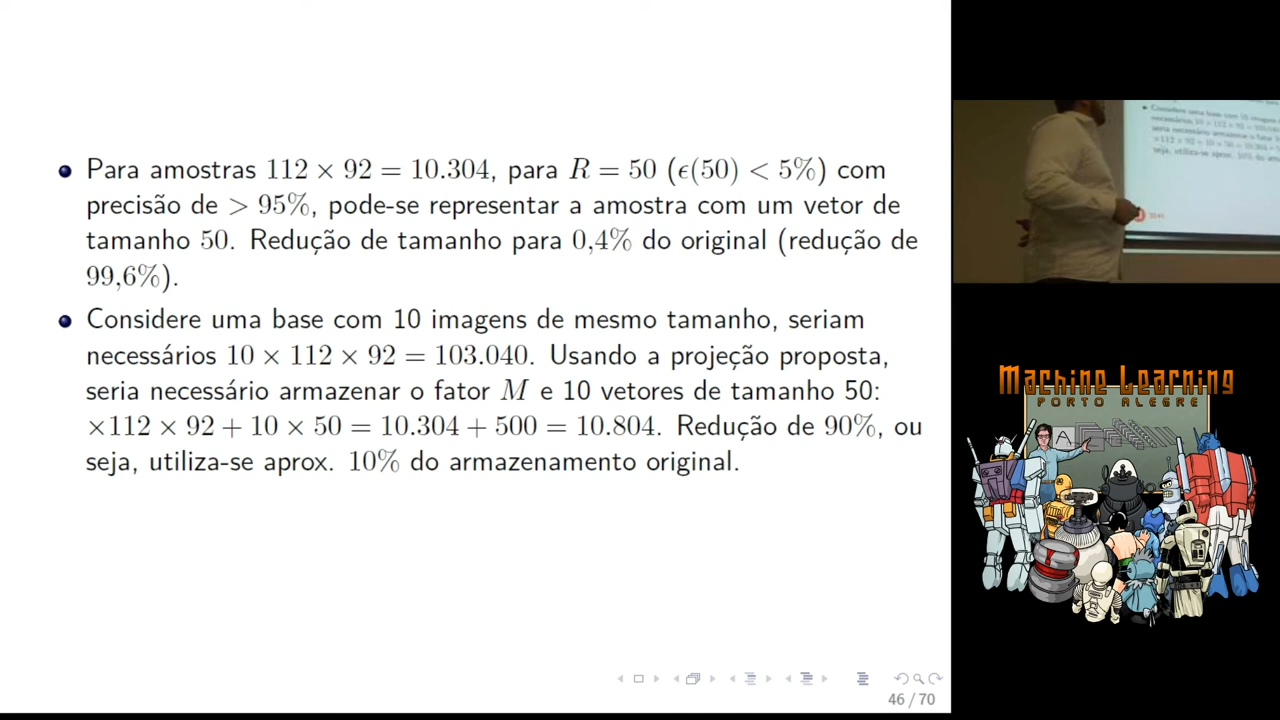 Para amostras 112 × 92 = 10.304, para R = 50 (ϵ(50) < 5%) com
precisão de > 95%, pode-se representar a amostra com um vetor de
tamanho 50. Redução de tamanho para 0,4% do original (redução de
99,6%).
Considere uma base com 10 imagens de mesmo tamanho, seriam
necessários 10 × 112 × 92 = 103.040. Usando a projeção proposta,
seria necessário armazenar o fator M e 10 vetores de tamanho 50:
×112 × 92 + 10 × 50 = 10.304 + 500 = 10.804. Redução de 90%, ou
seja, utiliza-se aprox. 10% do armazenamento original.
46 / 70
Machine Learning
PORTO ALEGRE
A